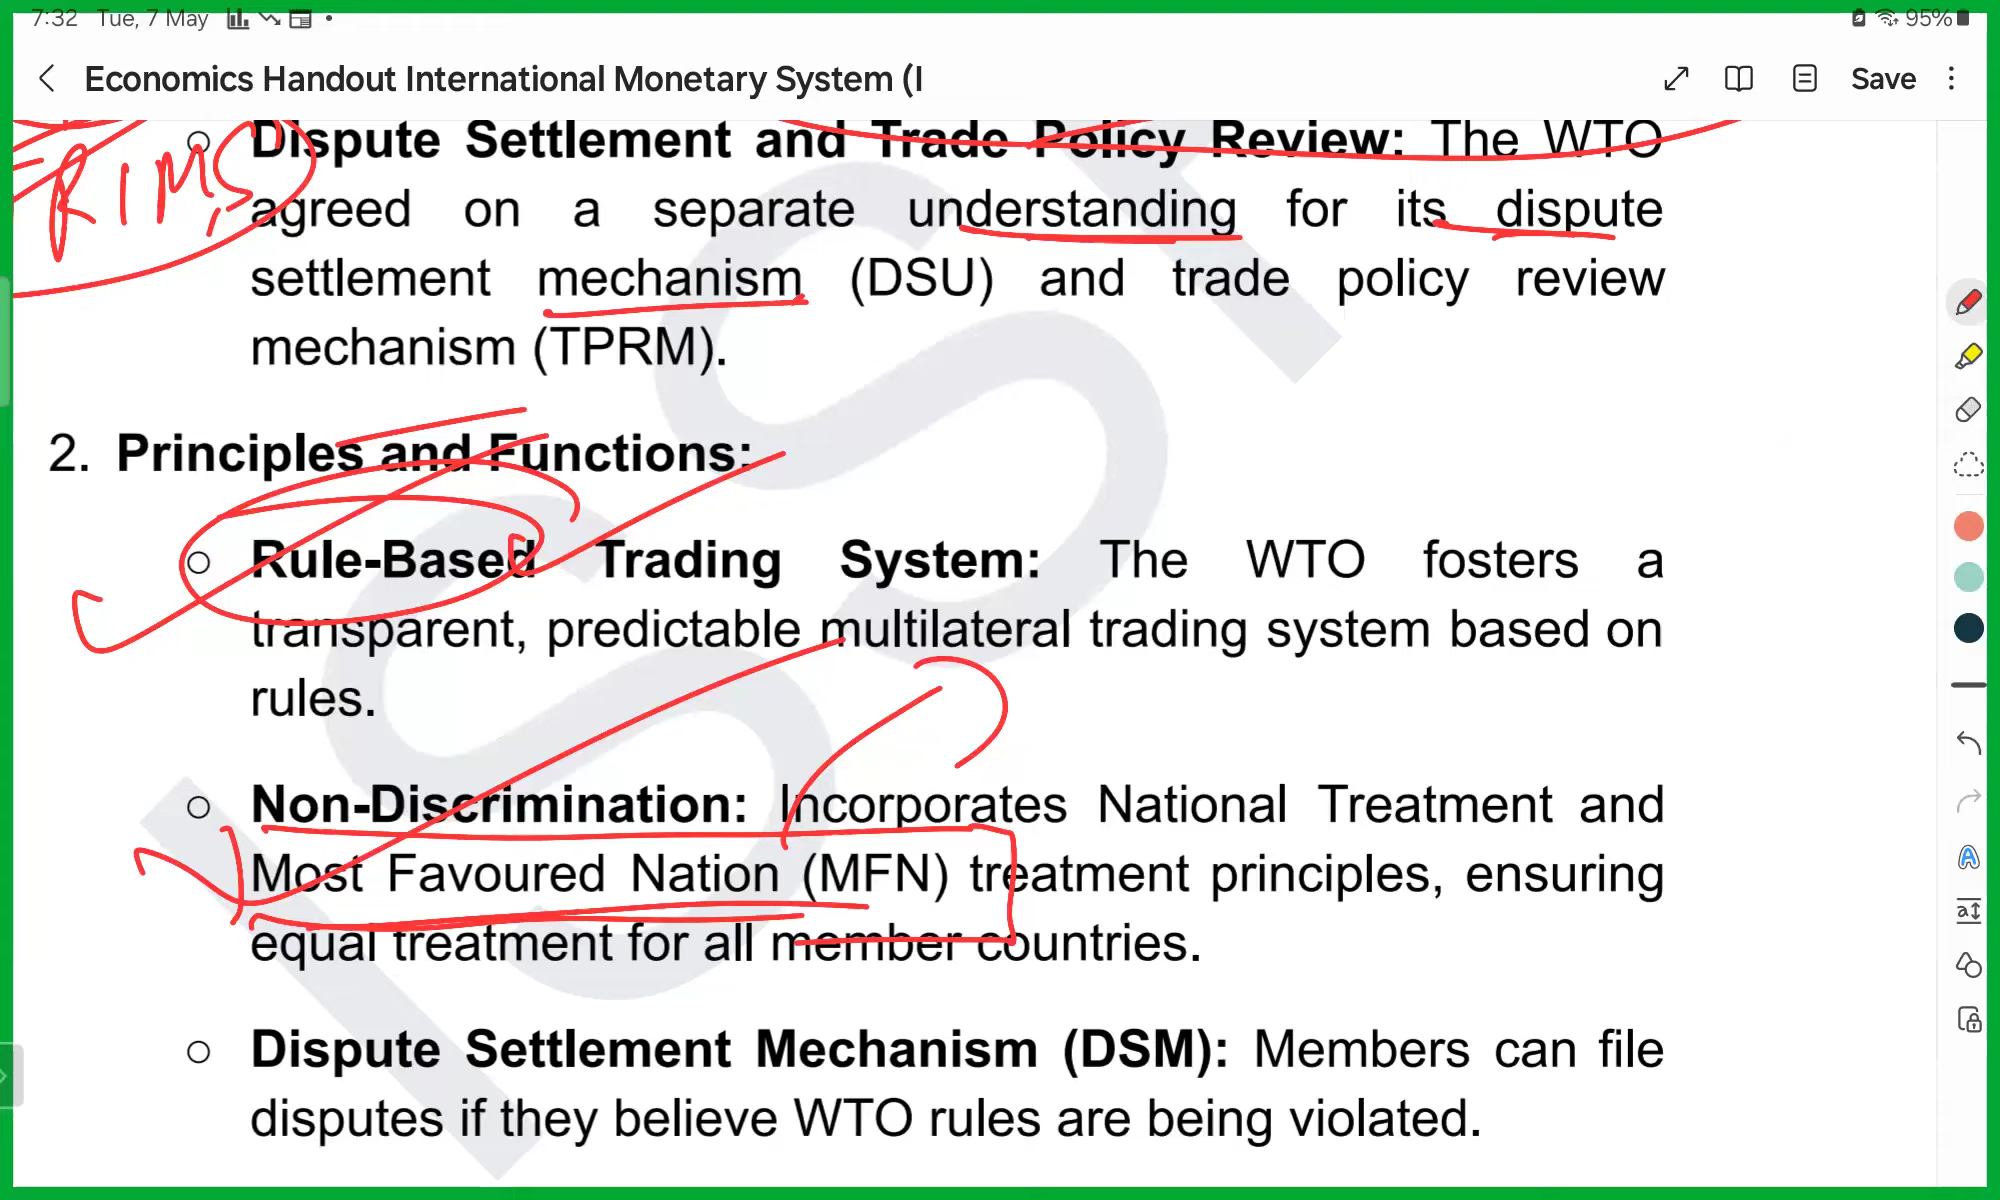 7:32 Tue, 7 May
95%
Economics Handout International Monetary System (I
Save
RIMS
○ Dispute Settlement and Trade Policy Review: The WTO
agreed on a separate understanding for its dispute
settlement mechanism (DSU) and trade policy review
mechanism (TPRM).
2. Principles and Functions:
○ Rule-Based Trading System: The WTO fosters a
transparent, predictable multilateral trading system based on
rules.
○ Non-Discrimination: Incorporates National Treatment and
Most Favoured Nation (MFN) treatment principles, ensuring
equal treatment for all member countries.
○ Dispute Settlement Mechanism (DSM): Members can file
disputes if they believe WTO rules are being violated.